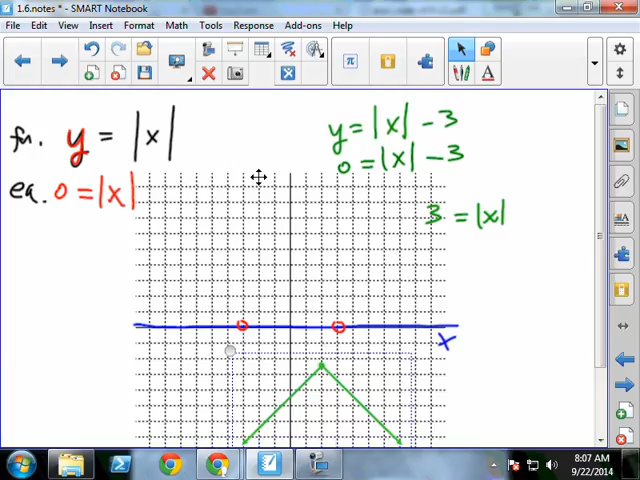 1.6.notes * - SMART Notebook
File Edit View Insert Format Math Tools Response Add-ons Help
fn. y = |x|
y = |x| - 3
0 = |x| - 3
eq. 0 = |x|
3 = |x|
x
8:07 AM
9/22/2014